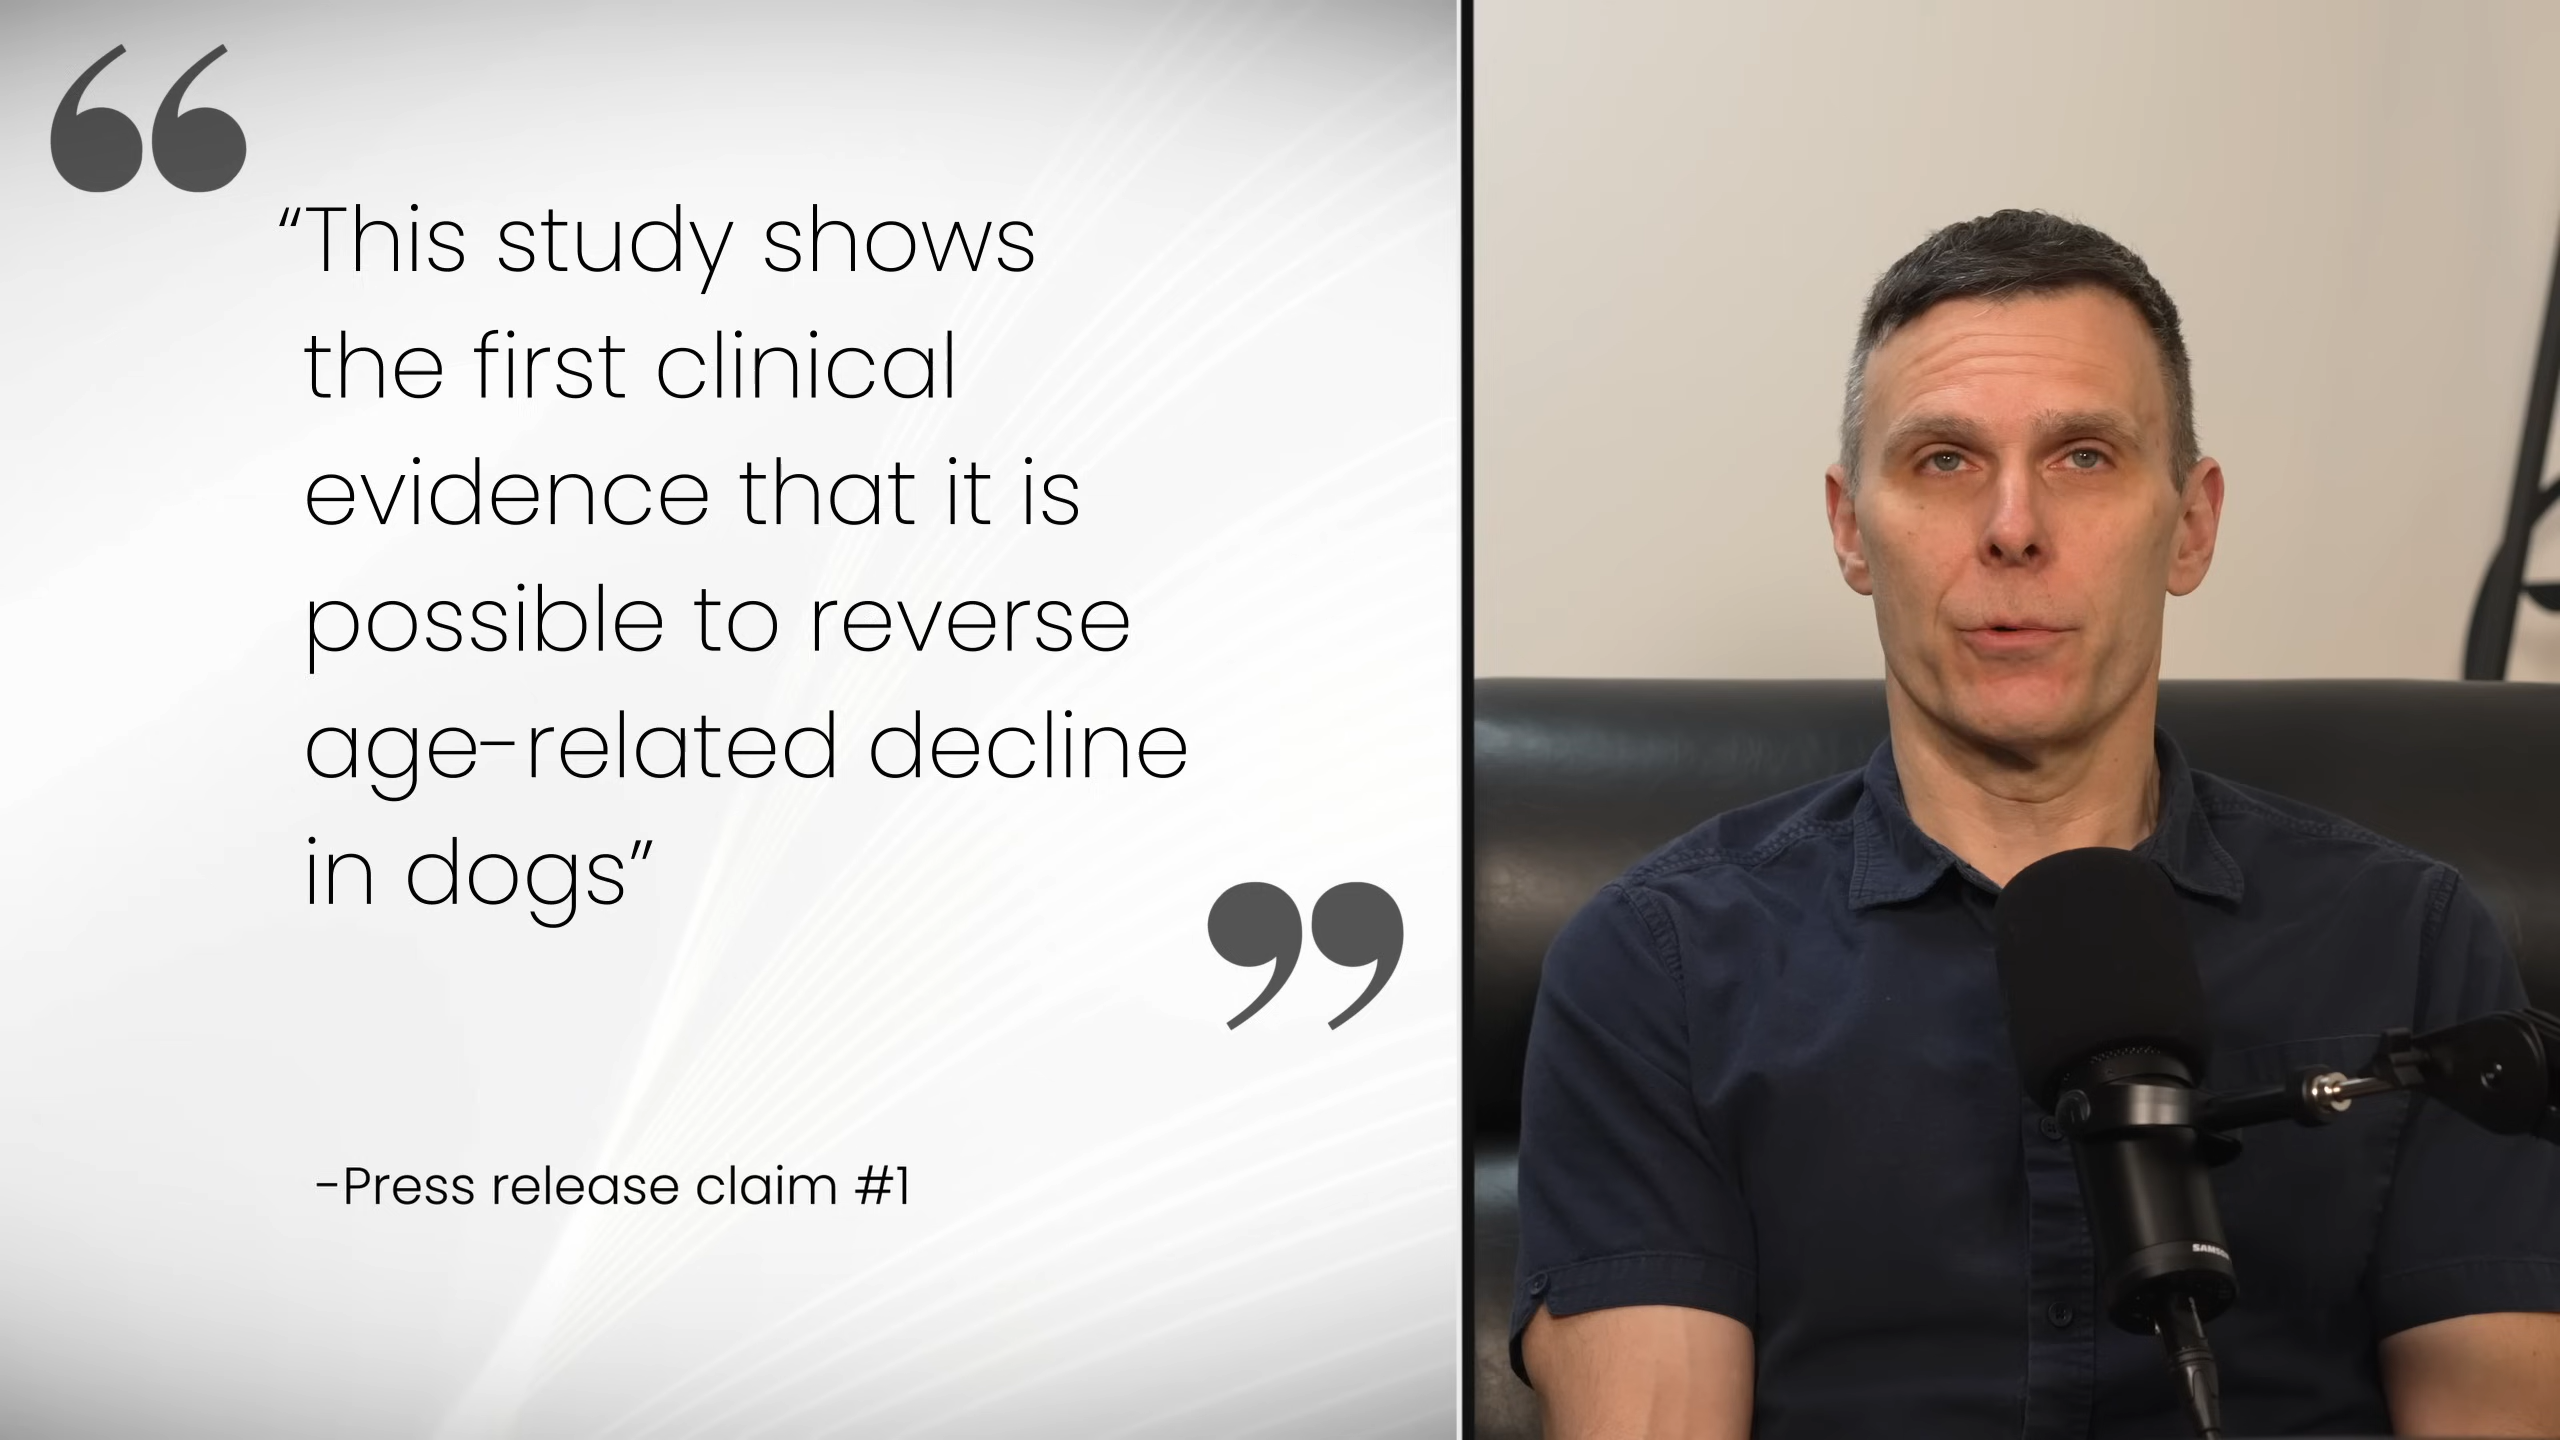 “This study shows
the first clinical
evidence that it is
possible to reverse
age-related decline
in dogs”
-Press release claim #1